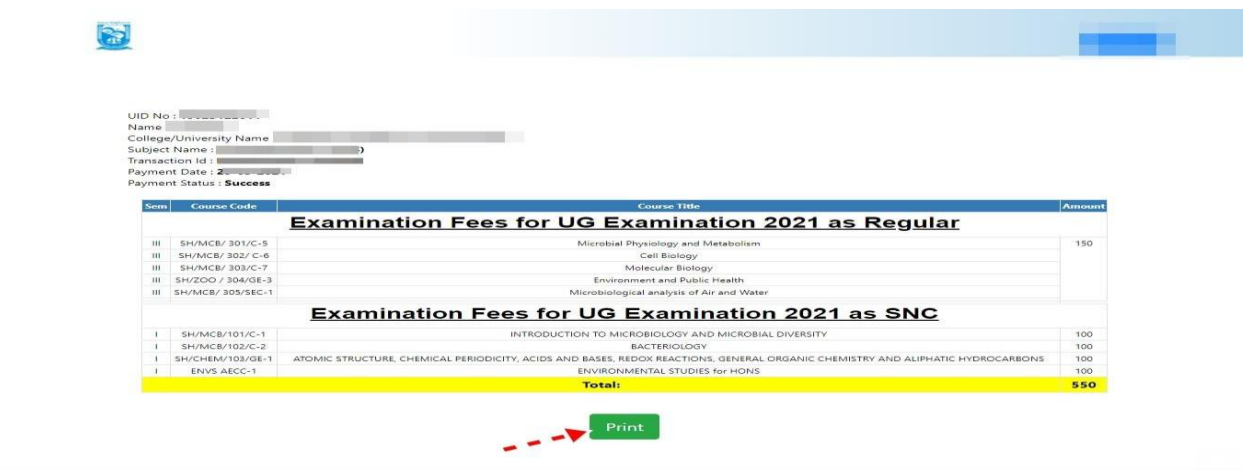 UID No :
Name
College/University Name
Subject Name : )
Transaction Id :
Payment Date : 2
Payment Status : Success
Sem Course Code Course Title Amount
Examination Fees for UG Examination 2021 as Regular
III SH/MCB/ 301/C-5 Microbial Physiology and Metabolism 150
III SH/MCB/ 302/ C-6 Cell Biology
III SH/MCB/ 303/C-7 Molecular Biology
III SH/ZOO / 304/GE-3 Environment and Public Health
III SH/MCB/ 305/SEC-1 Microbiological analysis of Air and Water
Examination Fees for UG Examination 2021 as SNC
I SH/MCB/101/C-1 INTRODUCTION TO MICROBIOLOGY AND MICROBIAL DIVERSITY 100
I SH/MCB/102/C-2 BACTERIOLOGY 100
I SH/CHEM/103/GE-1 ATOMIC STRUCTURE, CHEMICAL PERIODICITY, ACIDS AND BASES, REDOX REACTIONS, GENERAL ORGANIC CHEMISTRY AND ALIPHATIC HYDROCARBONS 100
I ENVS AECC-1 ENVIRONMENTAL STUDIES for HONS 100
Total: 550
Print